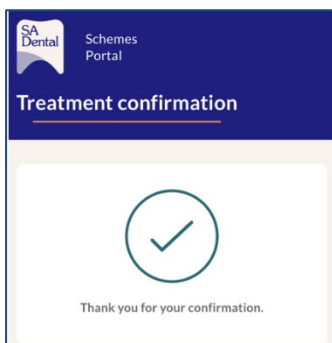 SA
Dental
Schemes
Portal
Treatment confirmation
Thank you for your confirmation.